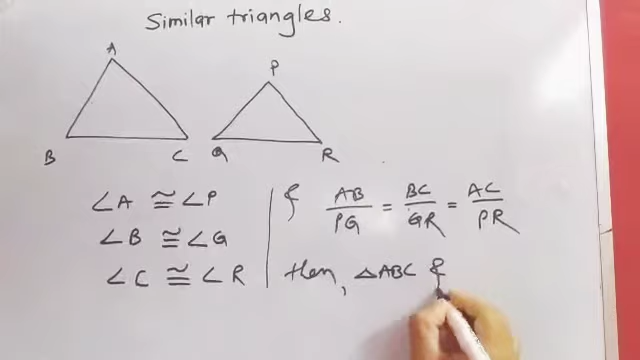 Similar triangles.
A P
B C Q R
∠A ≅ ∠P & AB/PQ = BC/QR = AC/PR
∠B ≅ ∠Q
∠C ≅ ∠R then, △ABC &